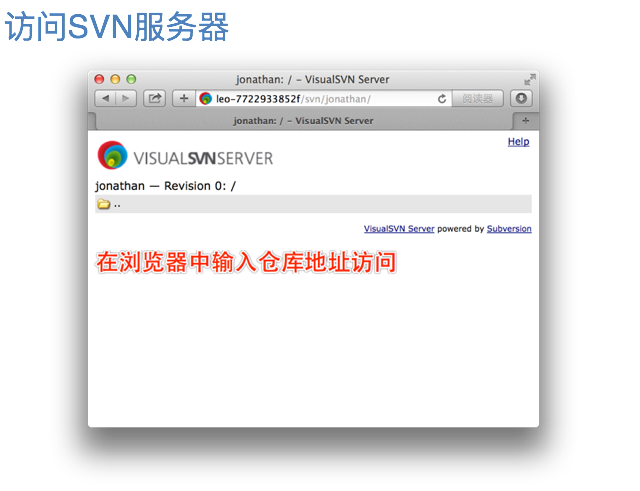 访问SVN服务器
jonathan: / – VisualSVN Server
leo-7722933852f/svn/jonathan/
阅读器
jonathan: / – VisualSVN Server
Help
VISUALSVNSERVER
jonathan — Revision 0: /
..
VisualSVN Server powered by Subversion
在浏览器中输入仓库地址访问